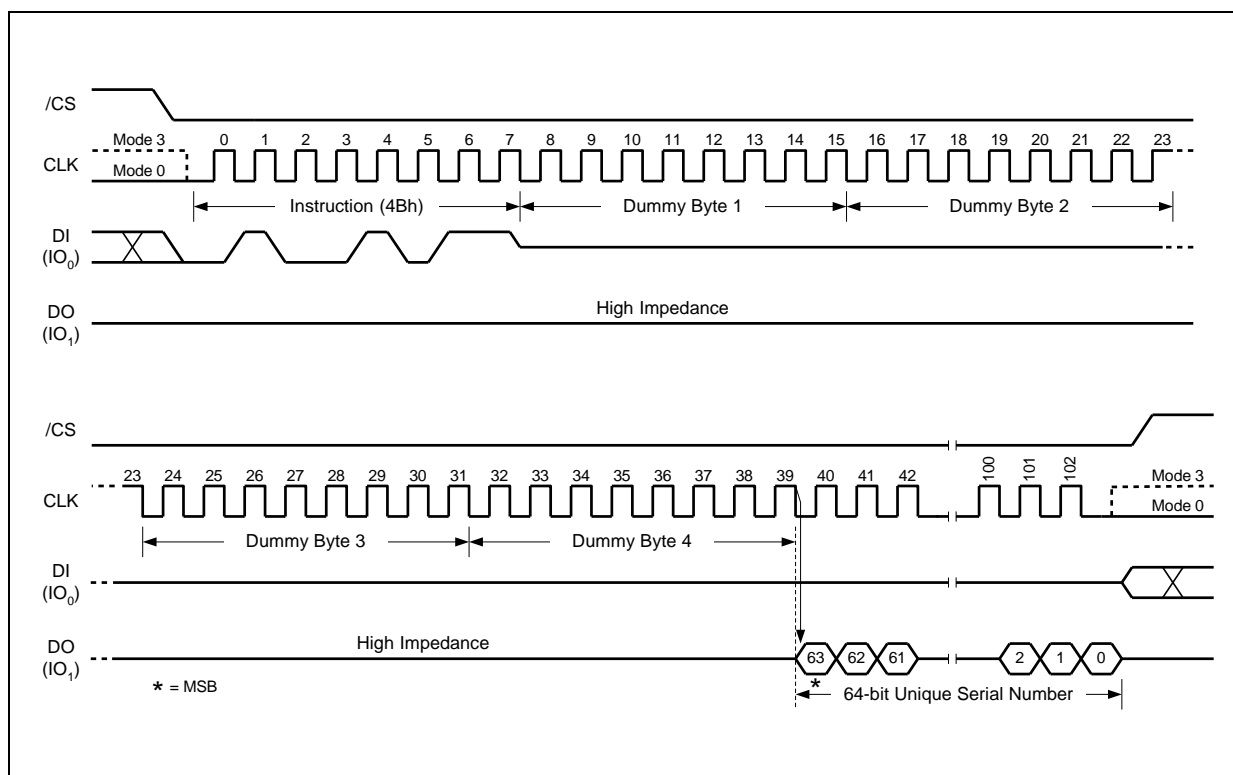 /CS
Mode 3
0 1 2 3 4 5 6 7 8 9 10 11 12 13 14 15 16 17 18 19 20 21 22 23
CLK
Mode 0
Instruction (4Bh)
Dummy Byte 1
Dummy Byte 2
DI
(IO0)
DO
(IO1)
High Impedance
/CS
23 24 25 26 27 28 29 30 31 32 33 34 35 36 37 38 39 40 41 42 100 101 102
Mode 3
CLK
Mode 0
Dummy Byte 3
Dummy Byte 4
DI
(IO0)
DO
(IO1)
High Impedance
63 62 61 2 1 0
* = MSB
*
64-bit Unique Serial Number